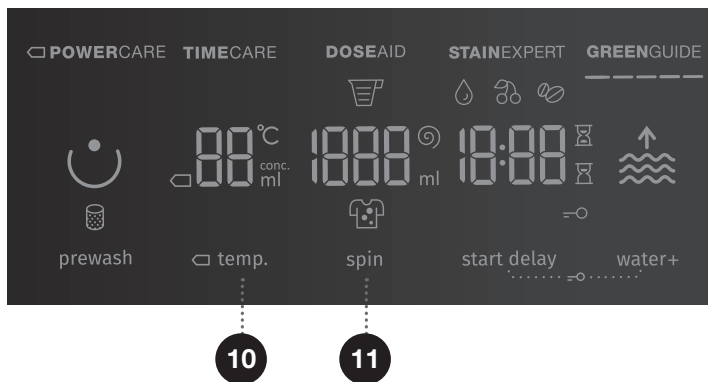 POWERCARE TIMECARE DOSEAID STAINEXPERT GREENGUIDE
88 °C 1888 18:88
conc.
ml ml
prewash temp. spin start delay water+
10 11